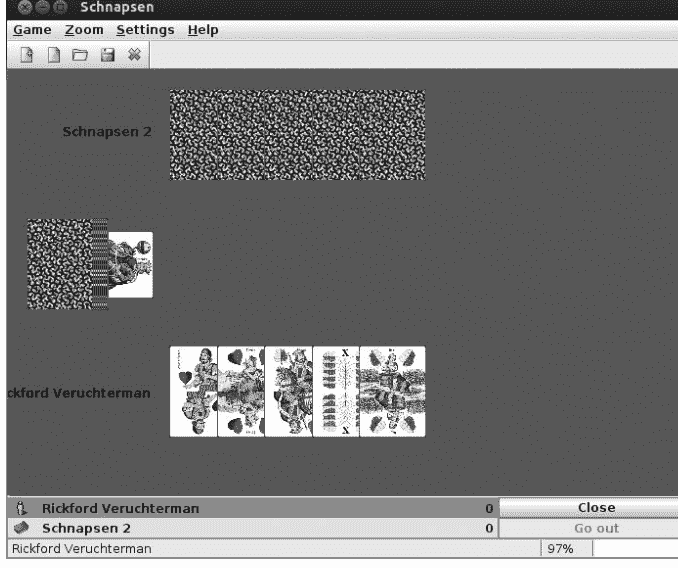 Schnapsen
Game Zoom Settings Help
Schnapsen 2
ckford Veruchterman
X
X
Rickford Veruchterman 0 Close
Schnapsen 2 0 Go out
Rickford Veruchterman 97%